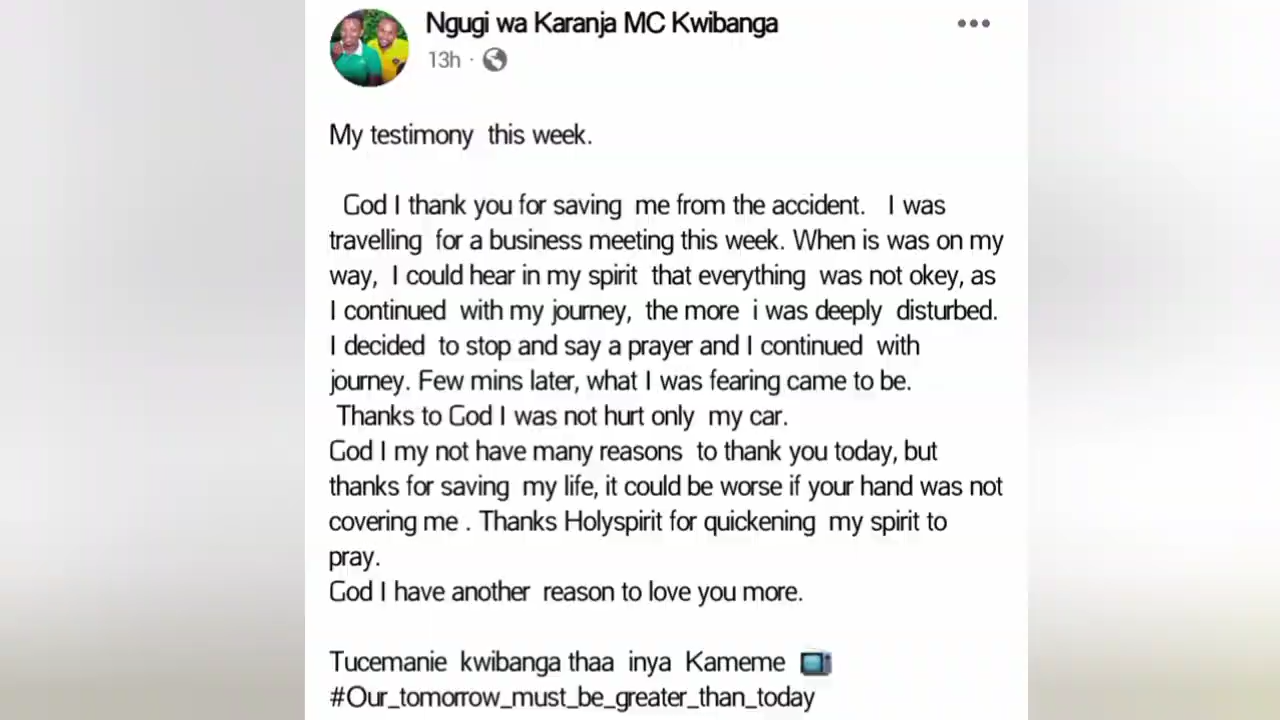 Ngugi wa Karanja MC Kwibanga
13h ·
My testimony this week.
God I thank you for saving me from the accident. I was
travelling for a business meeting this week. When is was on my
way, I could hear in my spirit that everything was not okey, as
I continued with my journey, the more i was deeply disturbed.
I decided to stop and say a prayer and I continued with
journey. Few mins later, what I was fearing came to be.
Thanks to God I was not hurt only my car.
God I my not have many reasons to thank you today, but
thanks for saving my life, it could be worse if your hand was not
covering me . Thanks Holyspirit for quickening my spirit to
pray.
God I have another reason to love you more.
Tucemanie kwibanga thaa inya Kameme 📺
#Our_tomorrow_must_be_greater_than_today